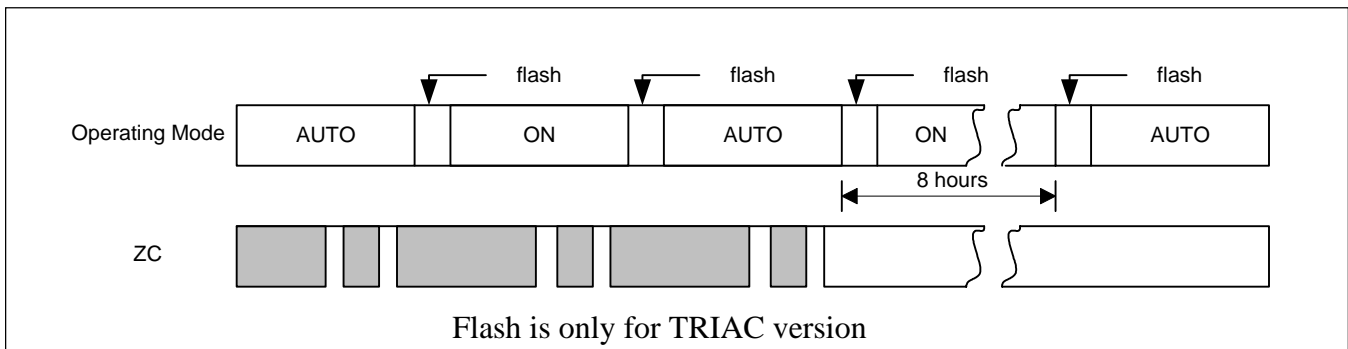 flash flash flash flash
Operating Mode AUTO ON AUTO ON AUTO
8 hours
ZC
Flash is only for TRIAC version